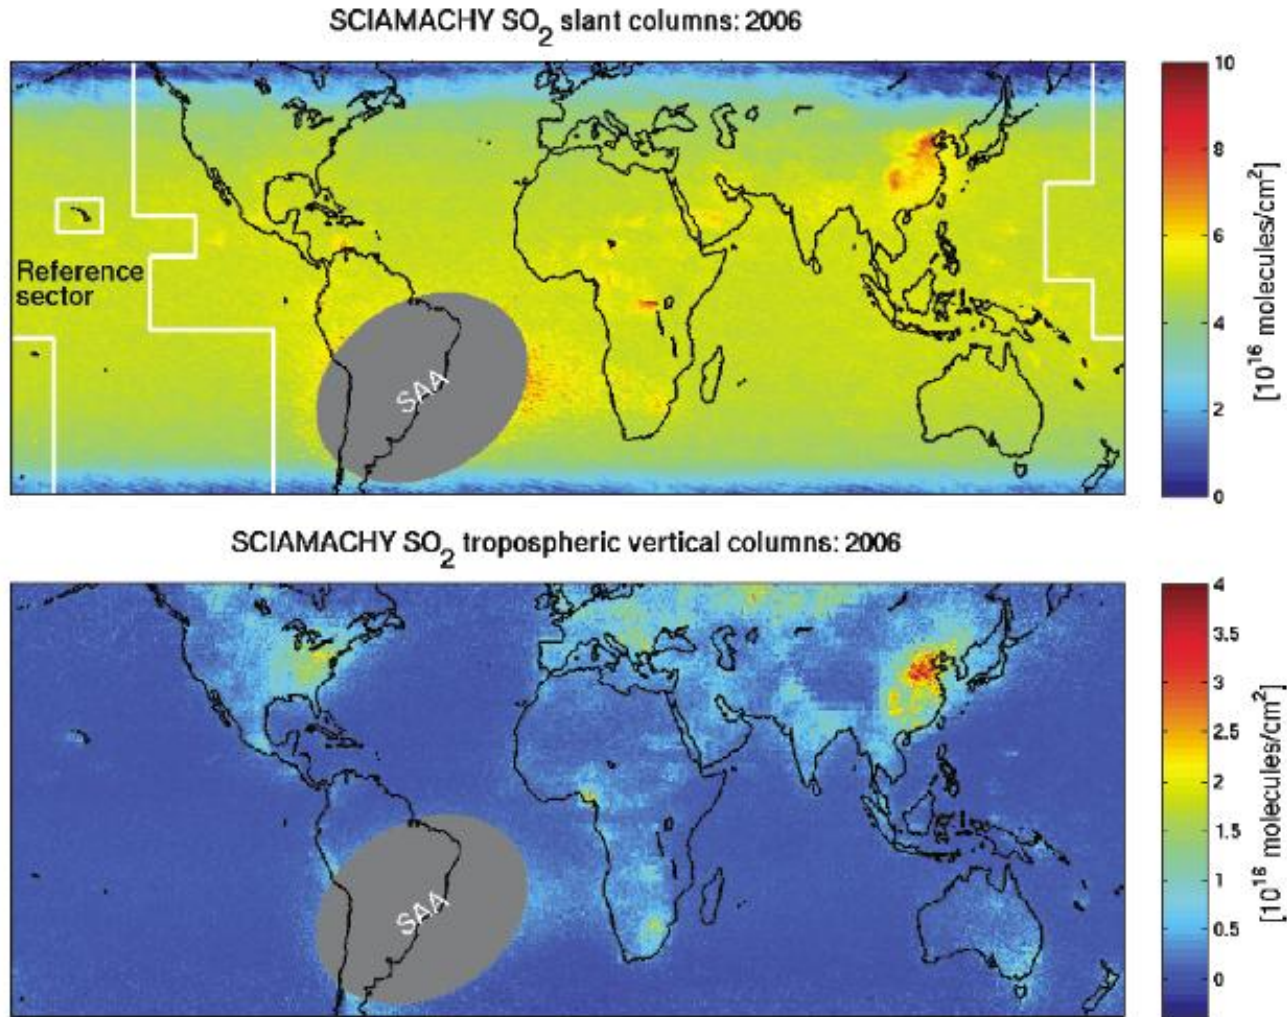 SCIAMACHY SO2 slant columns: 2006
10
8
6
4
2
0
[10^16 molecules/cm^2]
Reference
sector
SAA
SCIAMACHY SO2 tropospheric vertical columns: 2006
4
3.5
3
2.5
2
1.5
1
0.5
0
[10^16 molecules/cm^2]
SAA